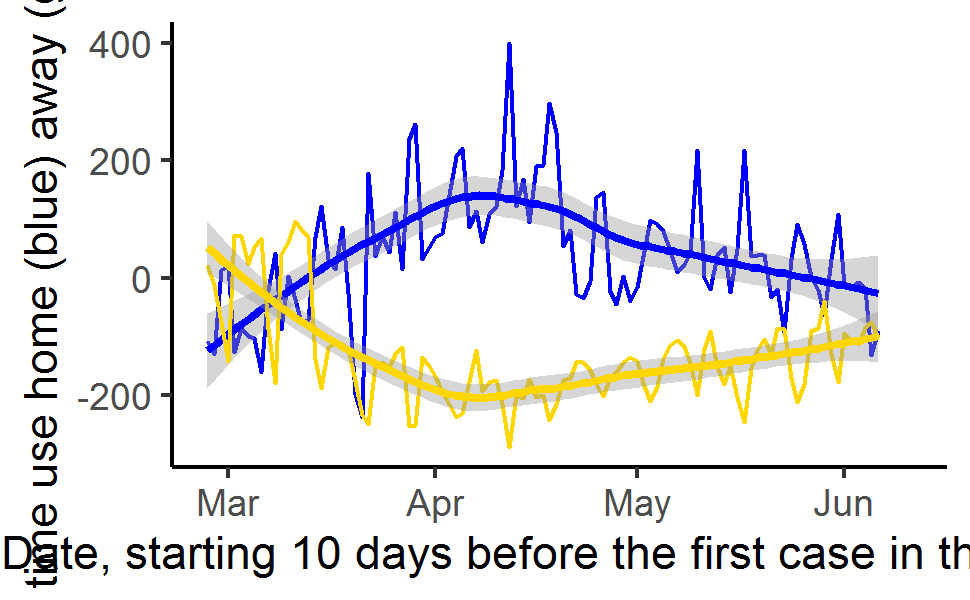 time use home (blue) away (
400
200
0
-200
Mar Apr May Jun
Date, starting 10 days before the first case in th